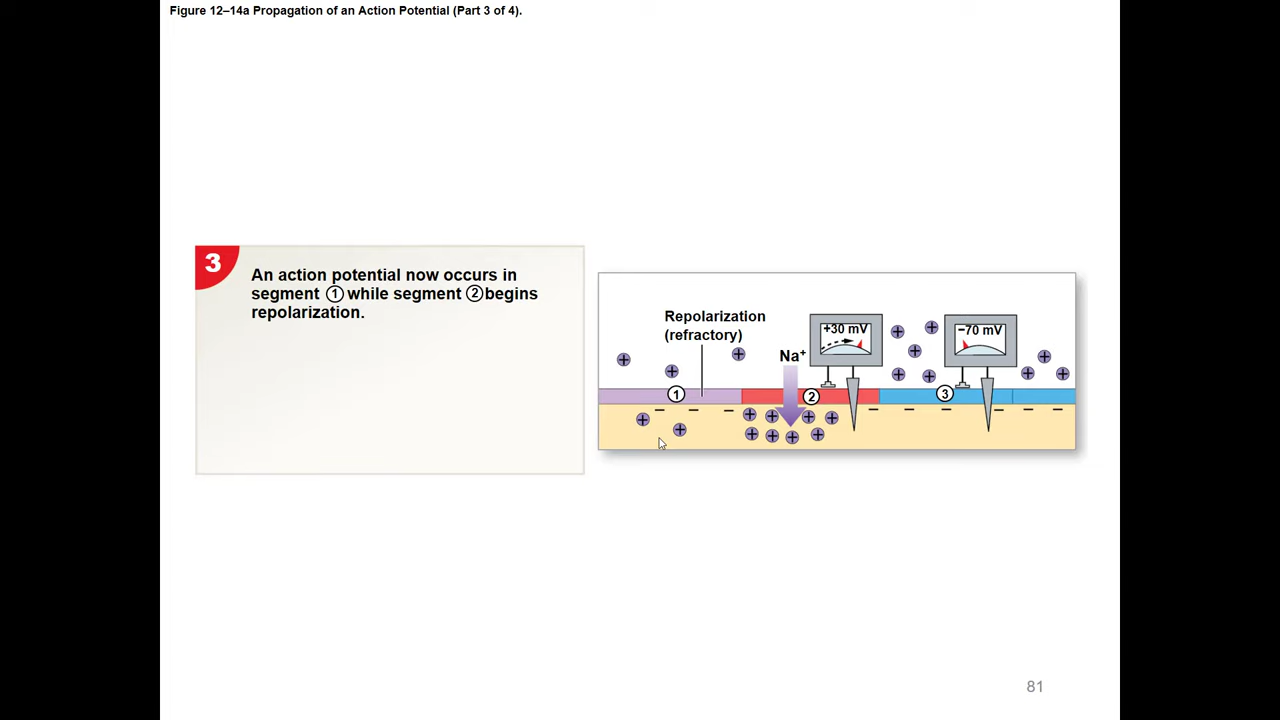 Figure 12–14a Propagation of an Action Potential (Part 3 of 4).
3
An action potential now occurs in
segment ① while segment ② begins
repolarization.
Repolarization
(refractory)
Na⁺
+30 mV
−70 mV
1
2
3
81